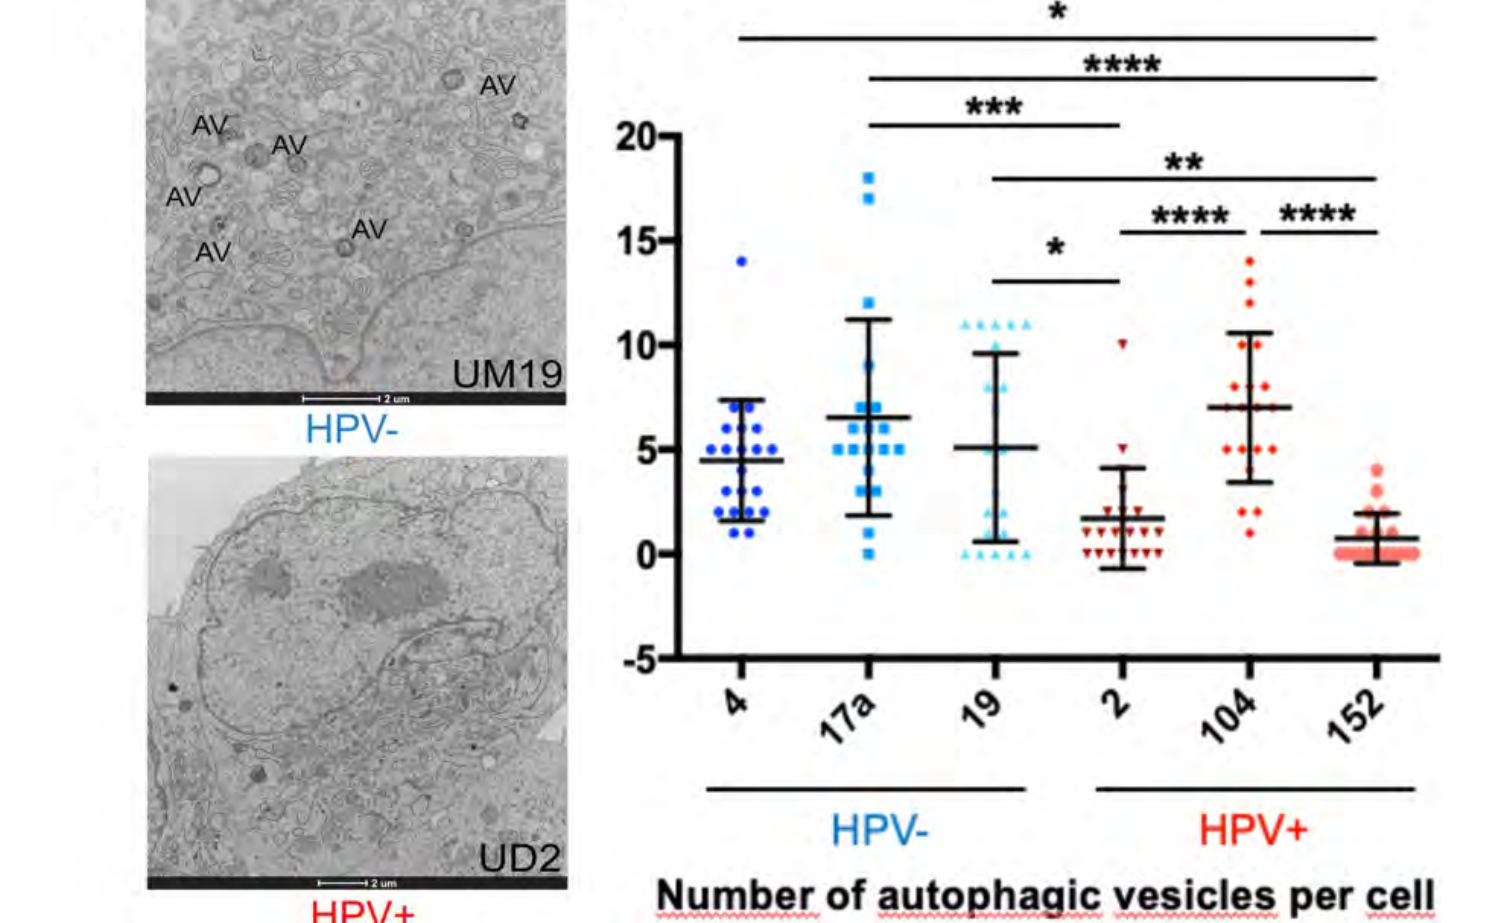 AV
AV
AV
AV
AV
AV
UM19
2 um
HPV-
UD2
2 um
HPV+
*
****
***
**
****
****
*
20
15
10
5
0
-5
4
17a
19
2
104
152
HPV-
HPV+
Number of autophagic vesicles per cell